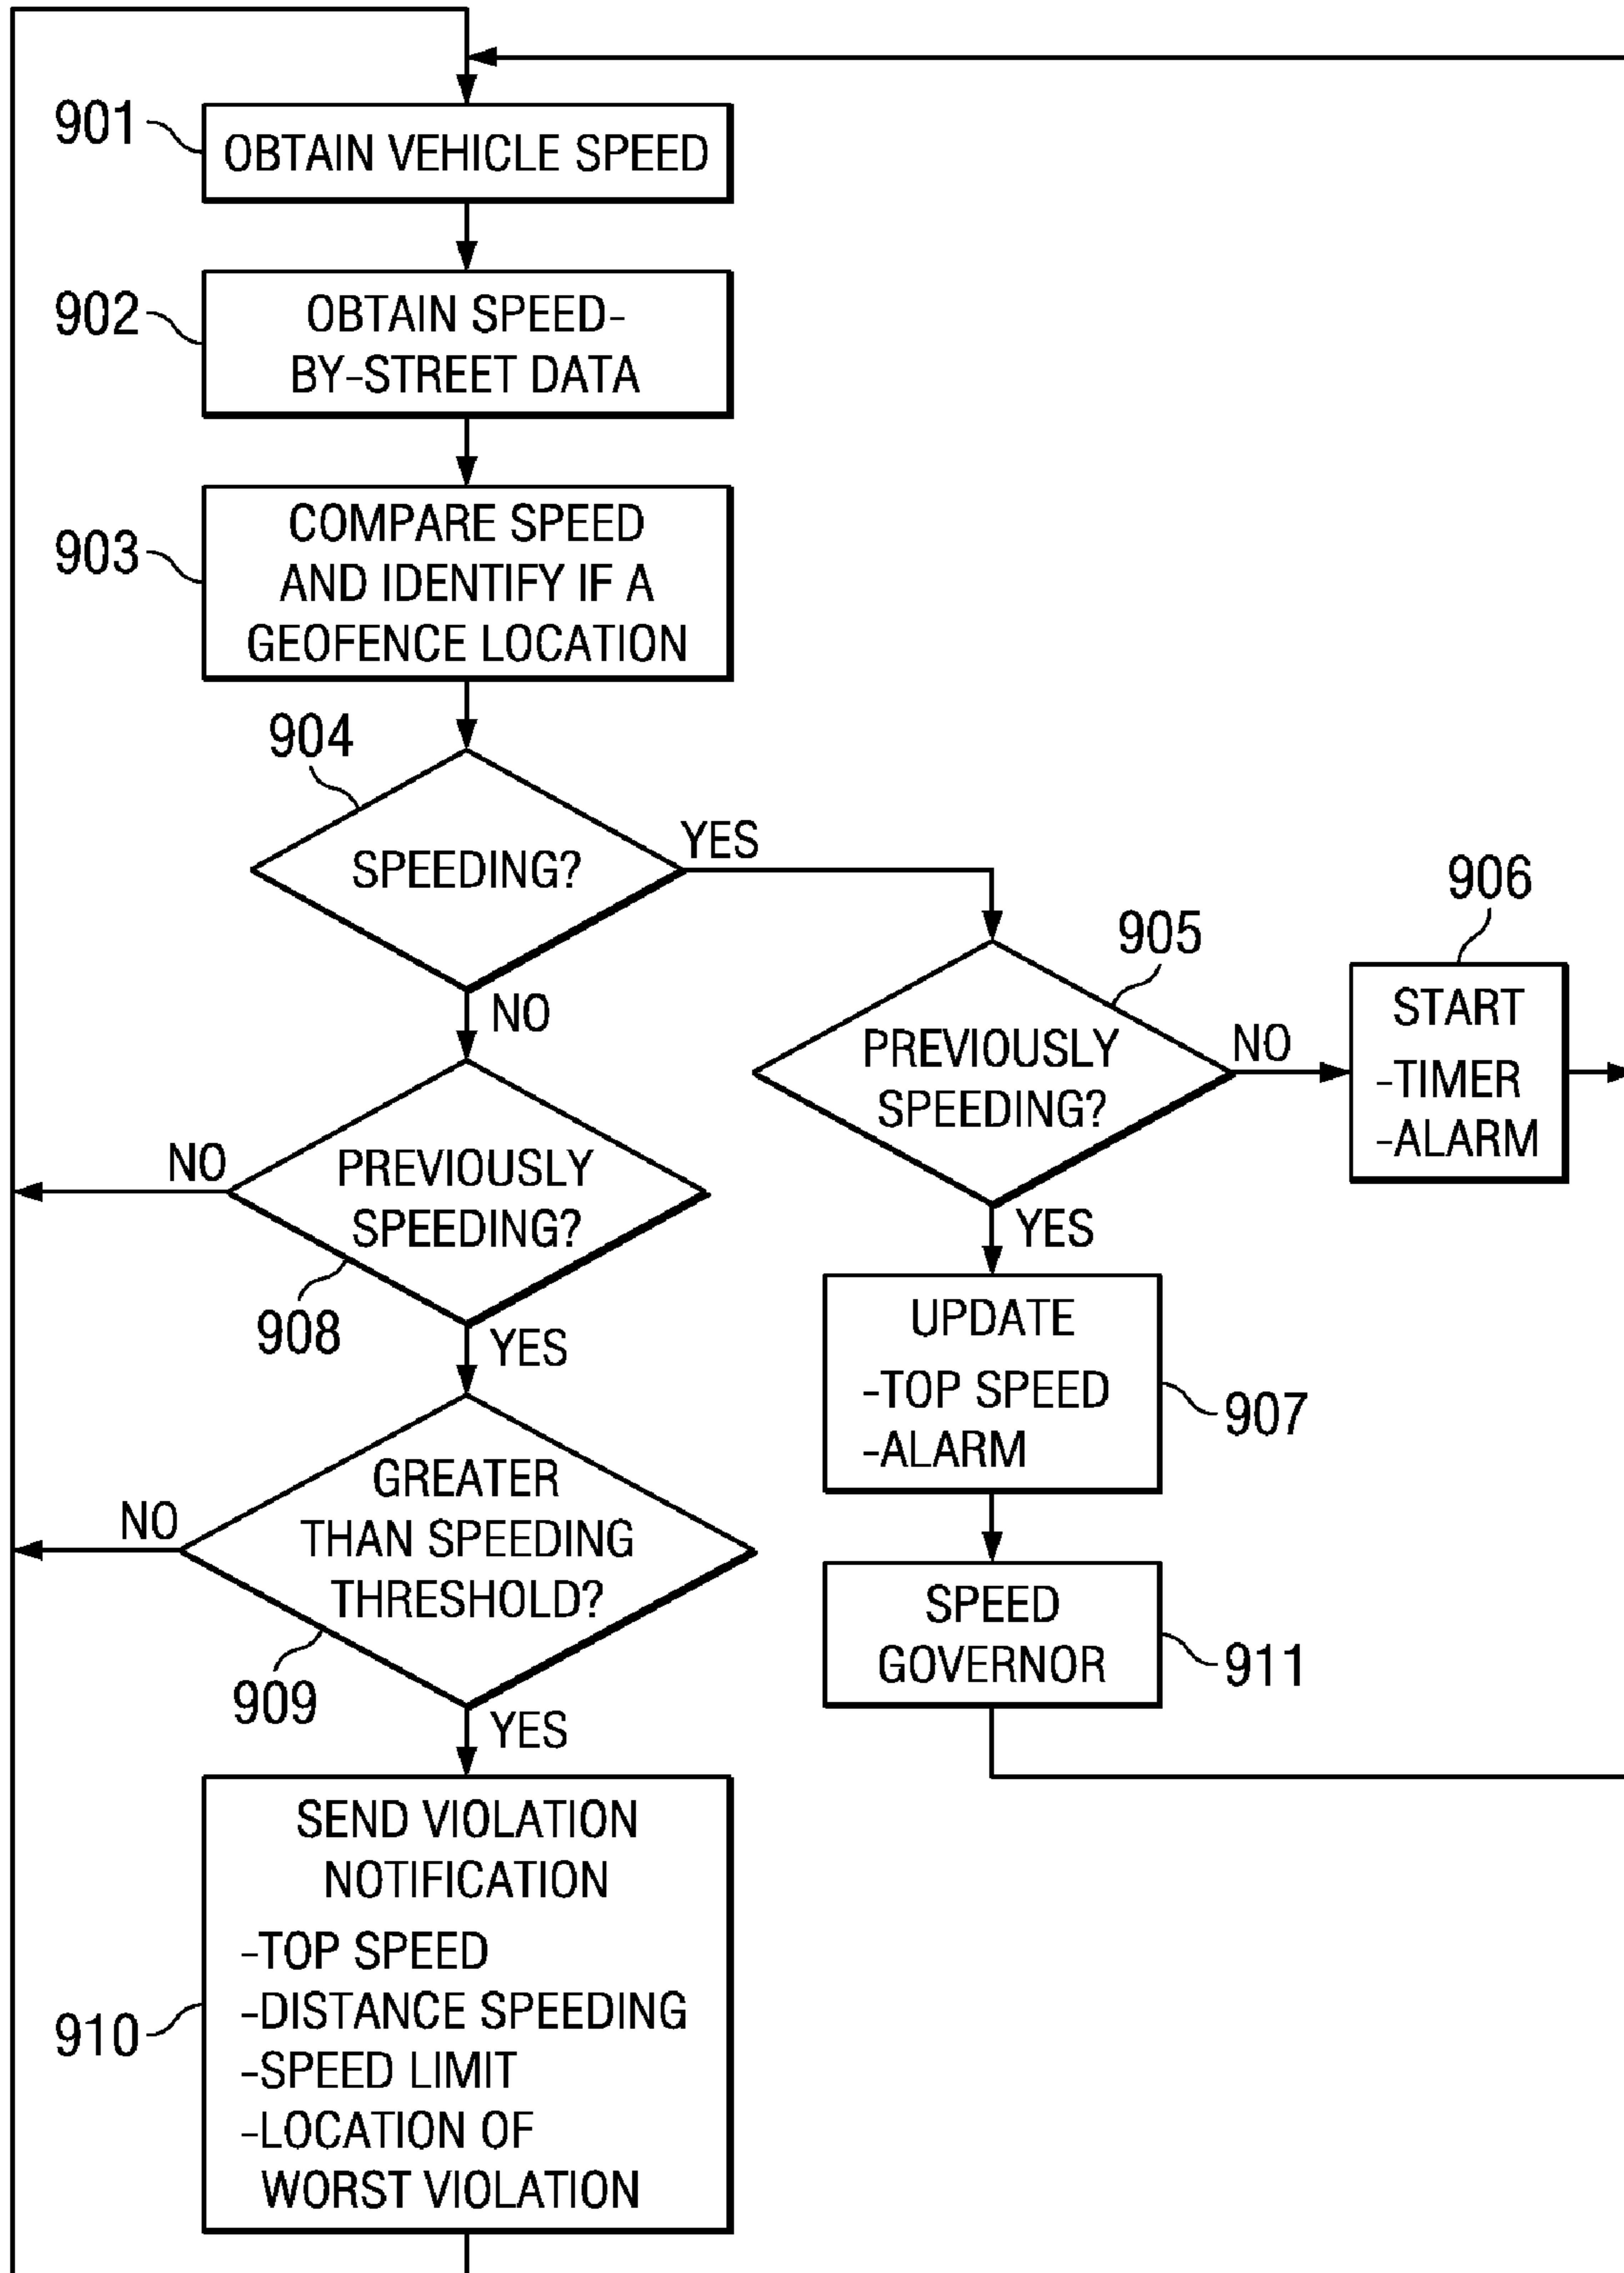 901
OBTAIN VEHICLE SPEED
902
OBTAIN SPEED-
BY-STREET DATA
903
COMPARE SPEED
AND IDENTIFY IF A
GEOFENCE LOCATION
904
SPEEDING?
YES
NO
905
PREVIOUSLY
SPEEDING?
NO
YES
906
START
-TIMER
-ALARM
UPDATE
-TOP SPEED
-ALARM
907
SPEED
GOVERNOR
911
PREVIOUSLY
SPEEDING?
NO
908
YES
GREATER
THAN SPEEDING
THRESHOLD?
NO
909
YES
SEND VIOLATION
NOTIFICATION
-TOP SPEED
-DISTANCE SPEEDING
-SPEED LIMIT
-LOCATION OF
WORST VIOLATION
910